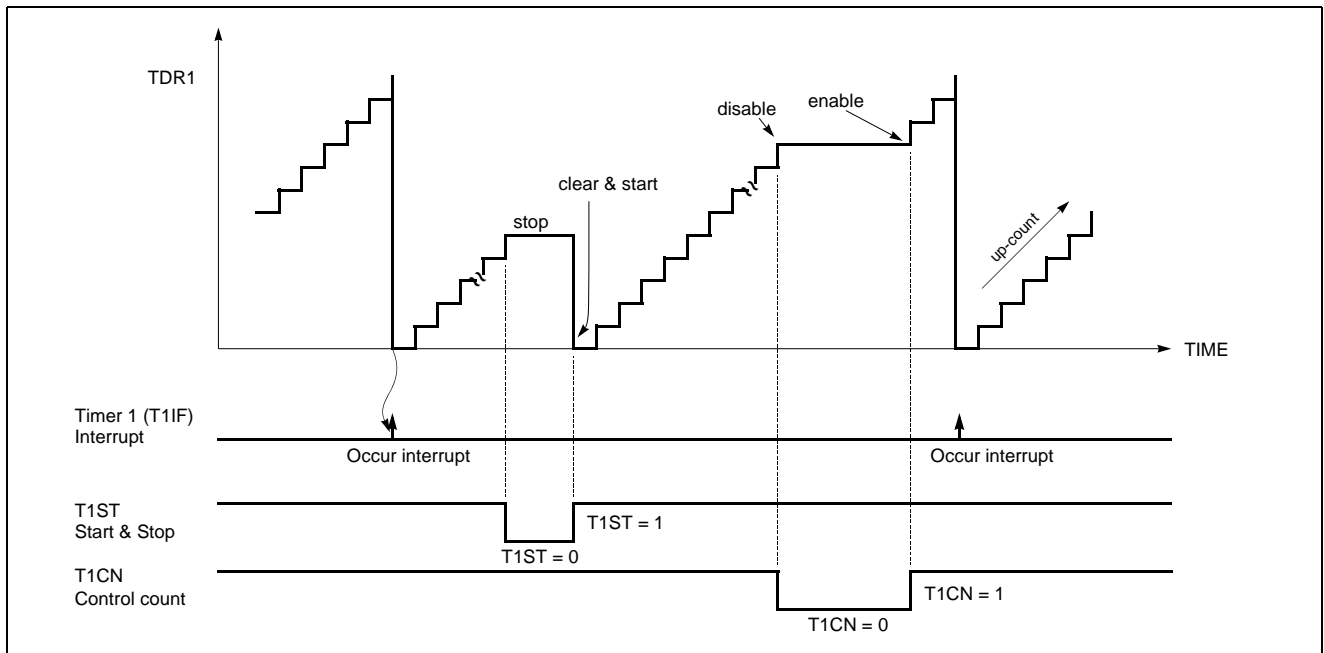 TDR1
disable
enable
clear & start
stop
up-count
TIME
Timer 1 (T1IF)
Interrupt
Occur interrupt
Occur interrupt
T1ST
Start & Stop
T1ST = 1
T1ST = 0
T1CN
Control count
T1CN = 1
T1CN = 0